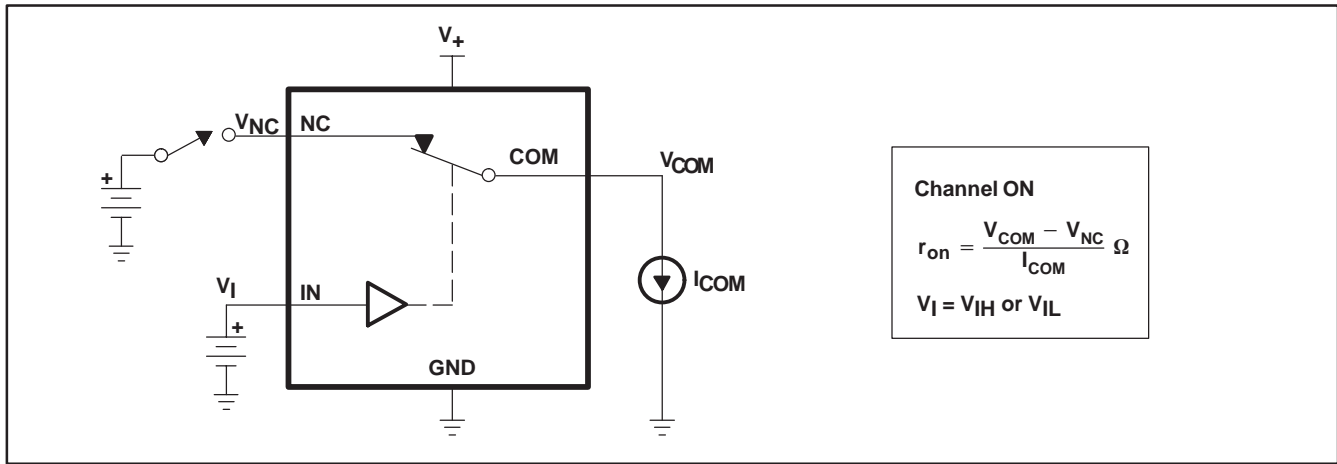 V+
VNC NC
COM
VCOM
+
ICOM
VI IN
+
GND
Channel ON
ron = VCOM − VNC / ICOM Ω
VI = VIH or VIL